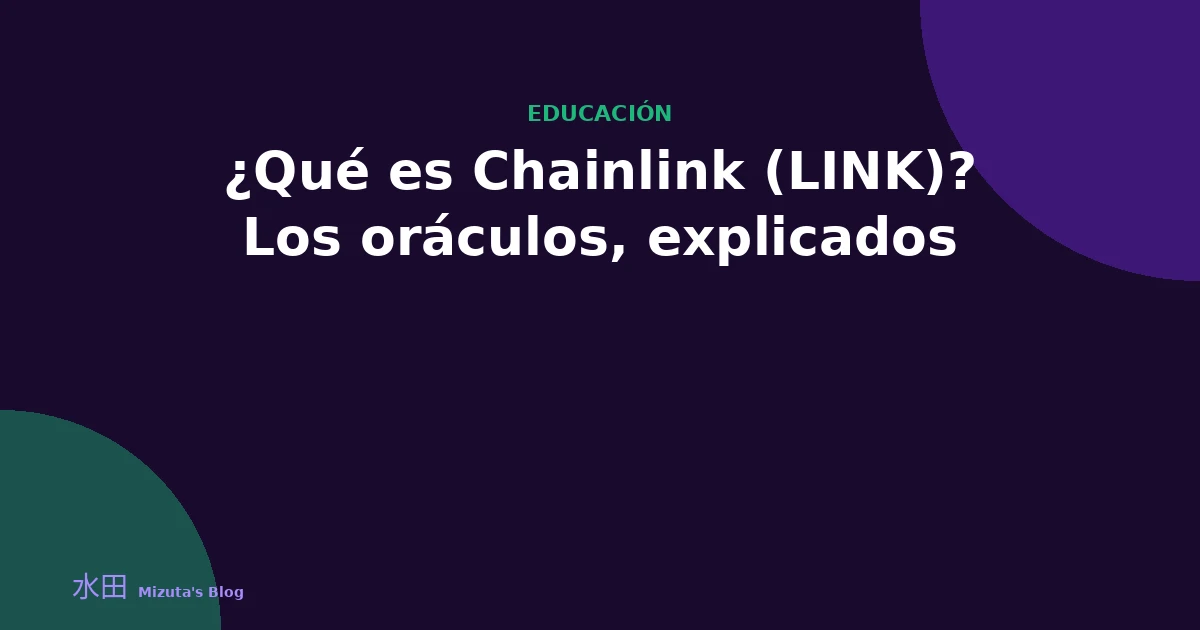 EDUCACIÓN
¿Qué es Chainlink (LINK)?
Los oráculos, explicados
水田 Mizuta's Blog